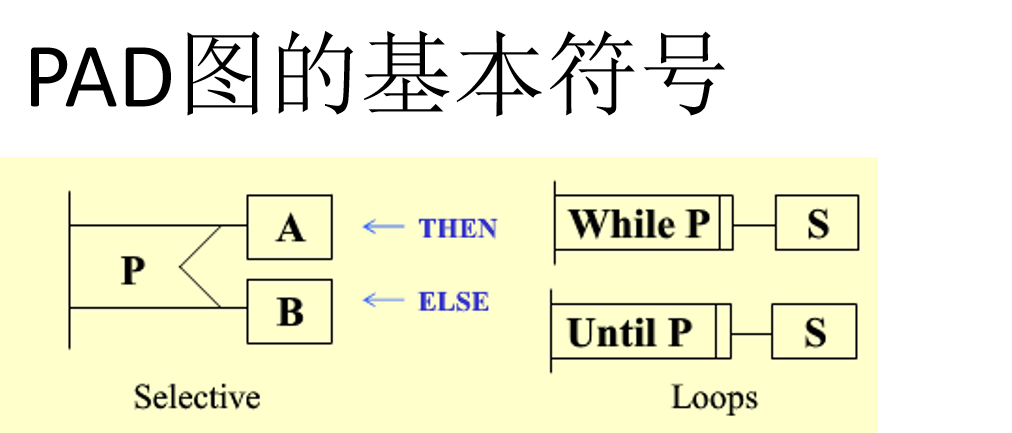 PAD图的基本符号
P
A
← THEN
B
← ELSE
Selective
While P
S
Until P
S
Loops